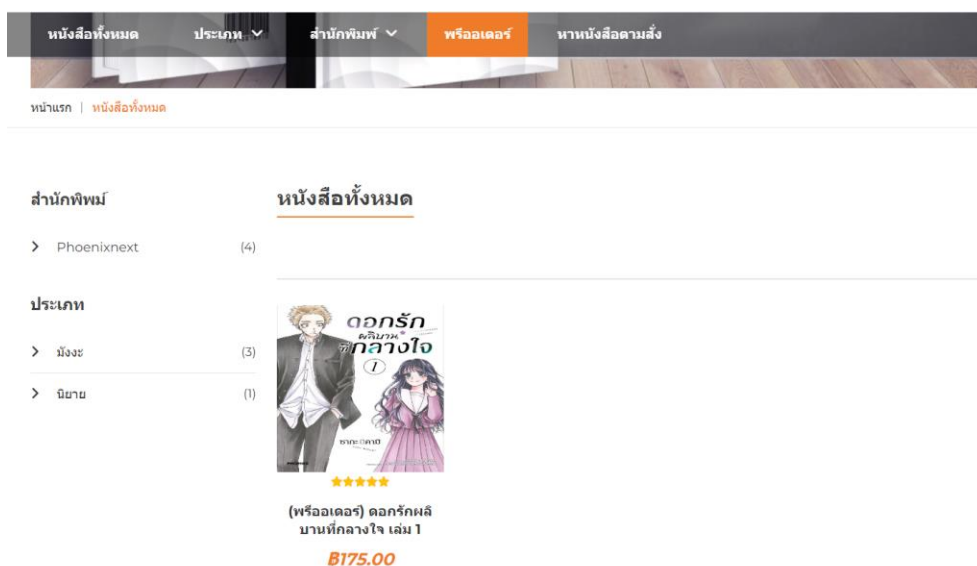 หนังสือทั้งหมด ประเภท สำนักพิมพ์ พรีออเดอร์ หาหนังสือตามสั่ง
หน้าแรก | หนังสือทั้งหมด
สำนักพิพม์
Phoenixnext (4)
ประเภท
มังงะ (3)
นิยาย (1)
หนังสือทั้งหมด
ดอกรัก
ผลิบาน
ที่กลางใจ
1
(พรีออเดอร์) ดอกรักผลิ
บานที่กลางใจ เล่ม 1
฿175.00